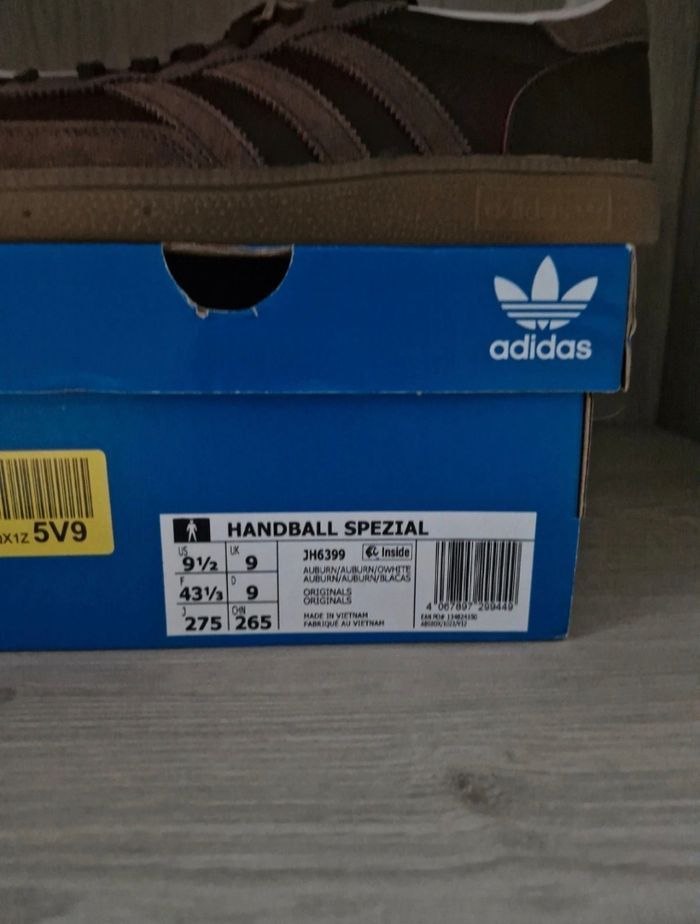 adidas
5V9
HANDBALL SPEZIAL
US 9½ UK 9
F 43⅓ D 9
J 275 CHN 265
JH6399 Inside
AUBURN/AUBURN/OWHITE
AUBURN/AUBURN/BLACAS
ORIGINALS
ORIGINALS
MADE IN VIETNAM
FABRIQUÉ AU VIETNAM
4 067897 299449